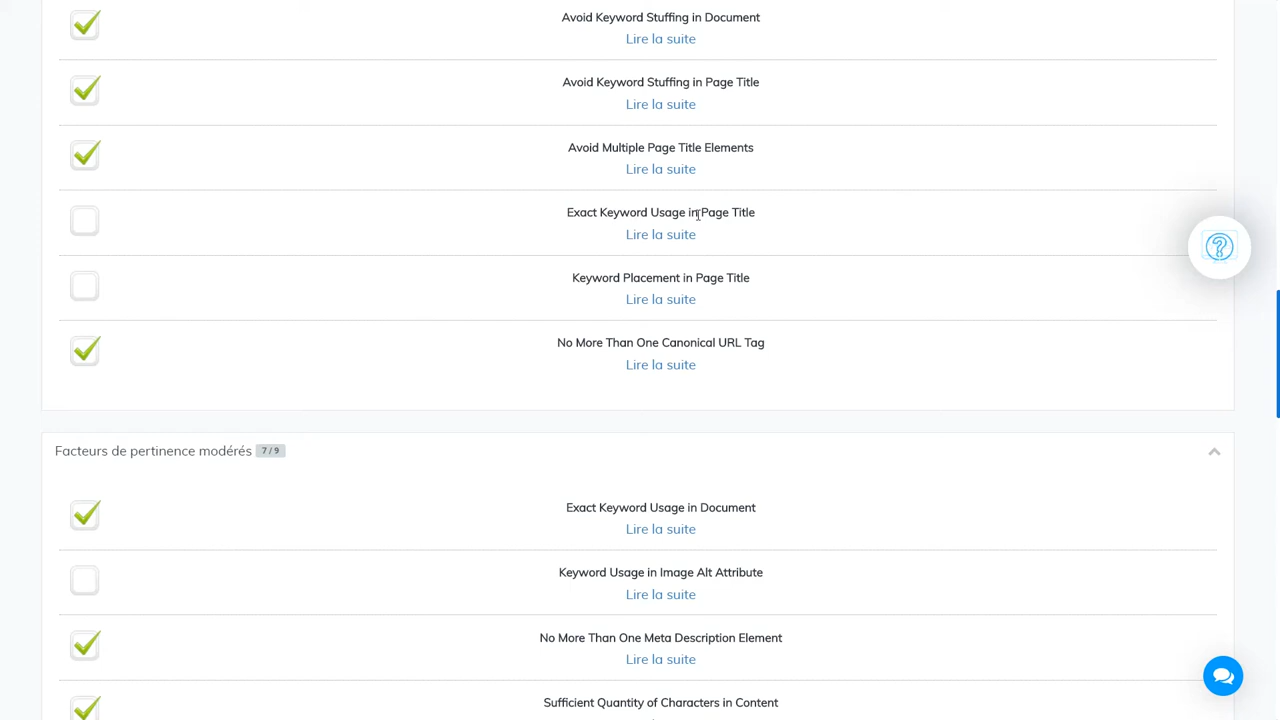 Avoid Keyword Stuffing in Document
Lire la suite
Avoid Keyword Stuffing in Page Title
Lire la suite
Avoid Multiple Page Title Elements
Lire la suite
Exact Keyword Usage in Page Title
Lire la suite
Keyword Placement in Page Title
Lire la suite
No More Than One Canonical URL Tag
Lire la suite
Facteurs de pertinence modérés 7 / 9
Exact Keyword Usage in Document
Lire la suite
Keyword Usage in Image Alt Attribute
Lire la suite
No More Than One Meta Description Element
Lire la suite
Sufficient Quantity of Characters in Content